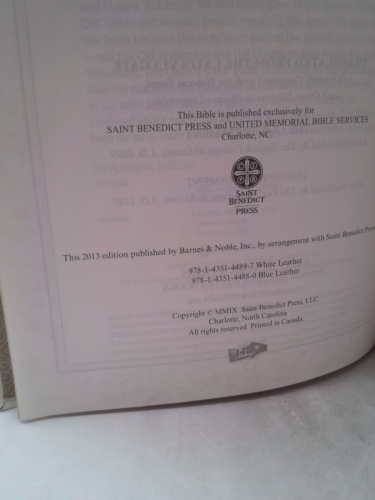 This Bible is published exclusively for
SAINT BENEDICT PRESS and UNITED MEMORIAL BIBLE SERVICES
Charlotte, NC
SAINT
BENEDICT
PRESS
This 2013 edition published by Barnes & Noble, Inc., by arrangement with Saint Benedict Press
978-1-4351-4489-7 White Leather
978-1-4351-4488-0 Blue Leather
Copyright © MMIX Saint Benedict Press, LLC
Charlotte, North Carolina
All rights reserved. Printed in Canada.